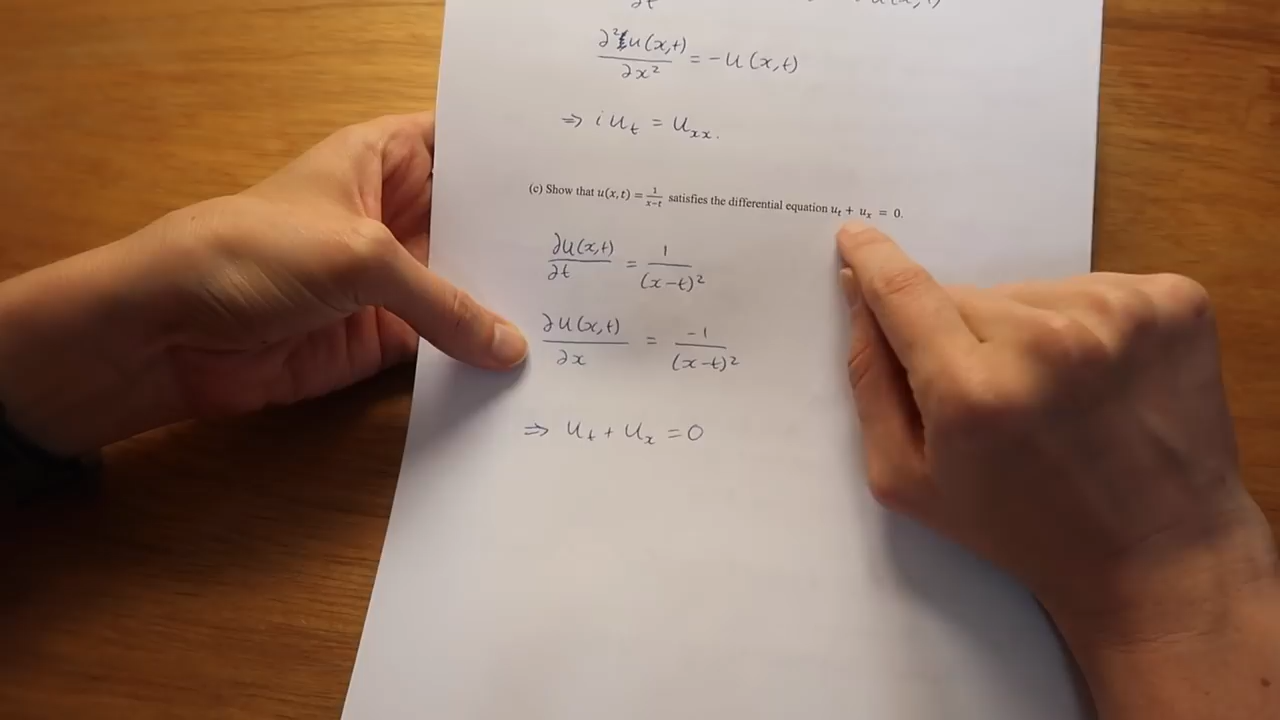 ∂t
∂²u(x,t)/∂x² = -u(x,t)
⇒ i u_t = u_xx.
(c) Show that u(x,t) = 1/(x-t) satisfies the differential equation u_t + u_x = 0.
∂u(x,t)/∂t = 1/(x-t)²
∂u(x,t)/∂x = -1/(x-t)²
⇒ u_t + u_x = 0